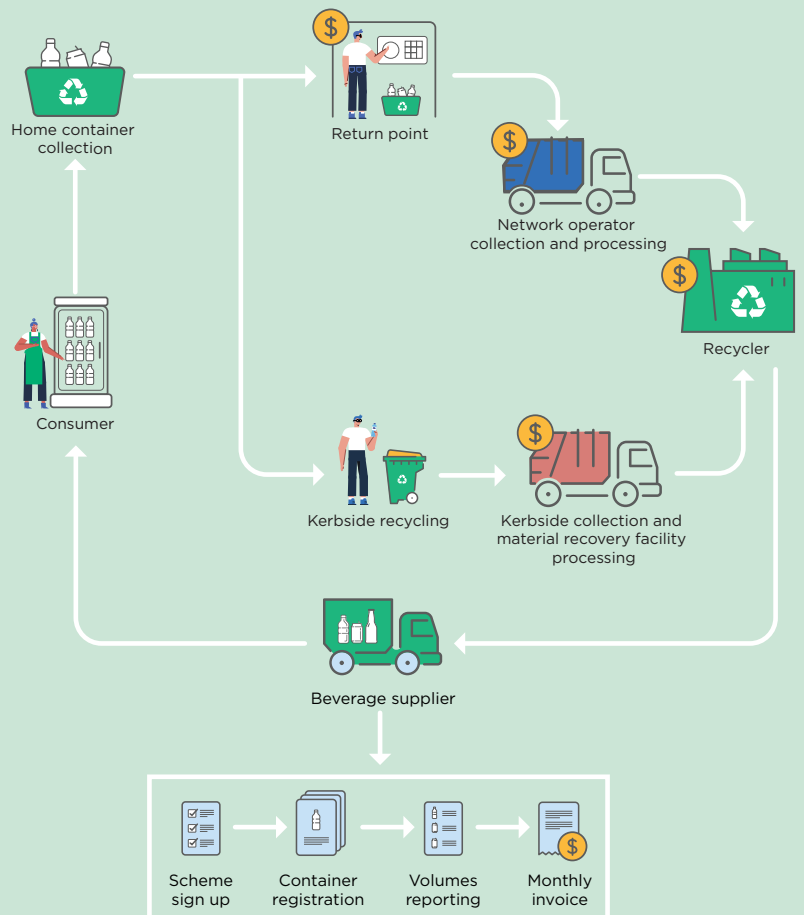 $
Home container
collection
Return point
$
Network operator
collection and processing
$
Recycler
Consumer
Kerbside recycling
$
Kerbside collection and
material recovery facility
processing
Beverage supplier
Scheme
sign up
Container
registration
Volumes
reporting
$
Monthly
invoice